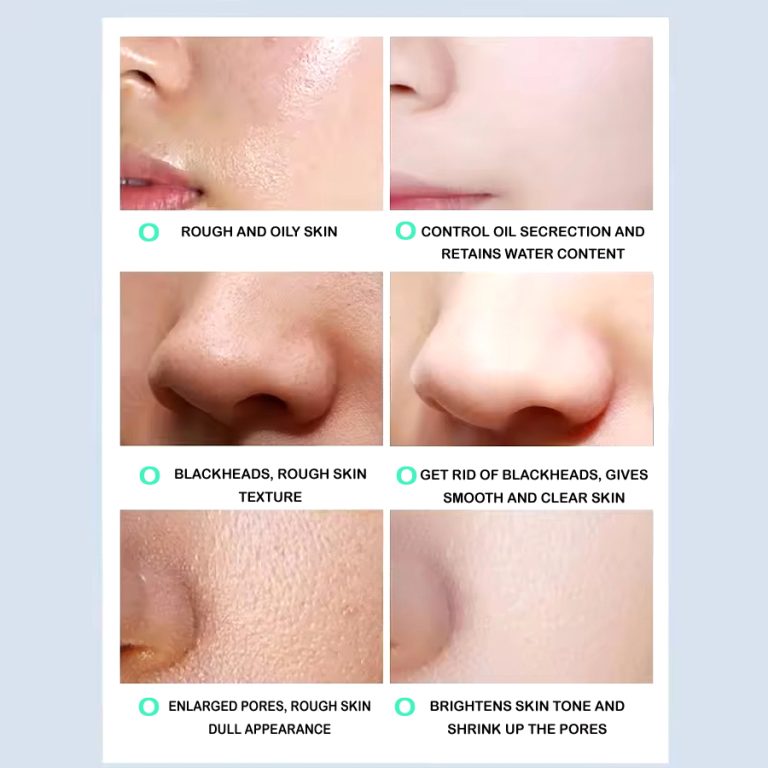 ROUGH AND OILY SKIN
CONTROL OIL SECRECTION AND
RETAINS WATER CONTENT
BLACKHEADS, ROUGH SKIN
TEXTURE
GET RID OF BLACKHEADS, GIVES
SMOOTH AND CLEAR SKIN
ENLARGED PORES, ROUGH SKIN
DULL APPEARANCE
BRIGHTENS SKIN TONE AND
SHRINK UP THE PORES